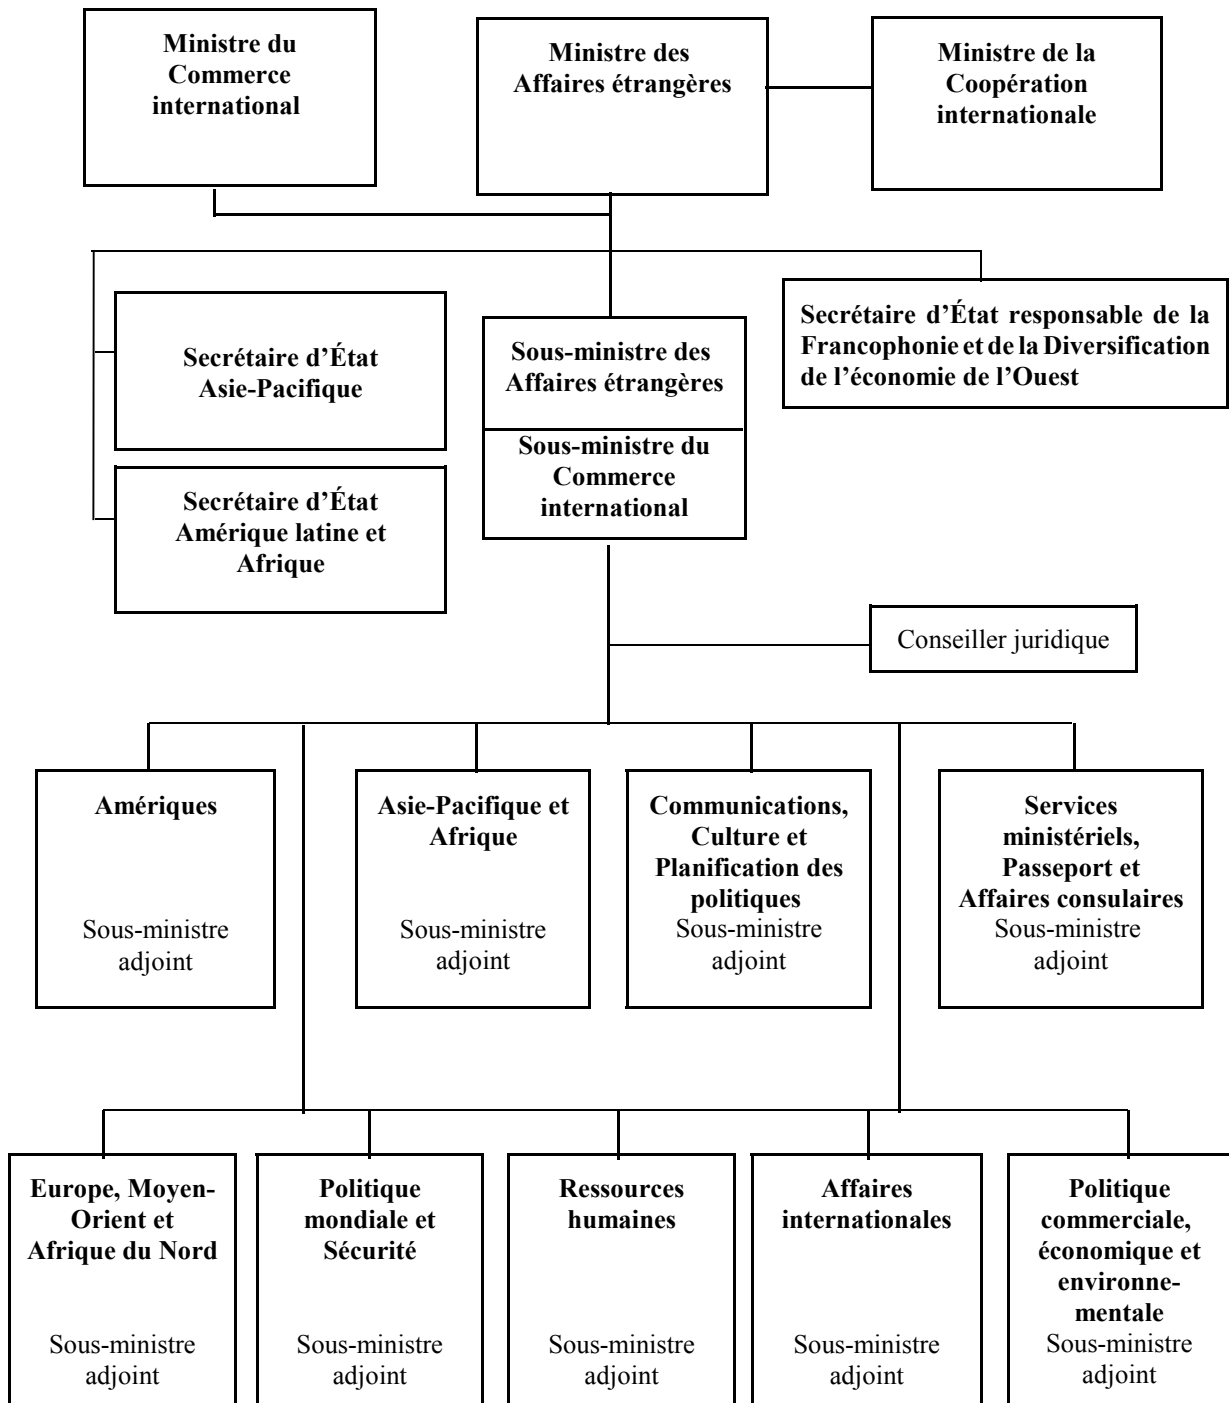 Ministre du
Commerce
international
Ministre des
Affaires étrangères
Ministre de la
Coopération
internationale
Secrétaire d’État
Asie-Pacifique
Sous-ministre des
Affaires étrangères
Secrétaire d’État responsable de la
Francophonie et de la Diversification
de l’économie de l’Ouest
Sous-ministre du
Commerce
international
Secrétaire d’État
Amérique latine et
Afrique
Conseiller juridique
Amériques
Sous-ministre
adjoint
Asie-Pacifique et
Afrique
Sous-ministre
adjoint
Communications,
Culture et
Planification des
politiques
Sous-ministre
adjoint
Services
ministériels,
Passeport et
Affaires consulaires
Sous-ministre
adjoint
Europe, Moyen-
Orient et
Afrique du Nord
Sous-ministre
adjoint
Politique
mondiale et
Sécurité
Sous-ministre
adjoint
Ressources
humaines
Sous-ministre
adjoint
Affaires
internationales
Sous-ministre
adjoint
Politique
commerciale,
économique et
environne-
mentale
Sous-ministre
adjoint